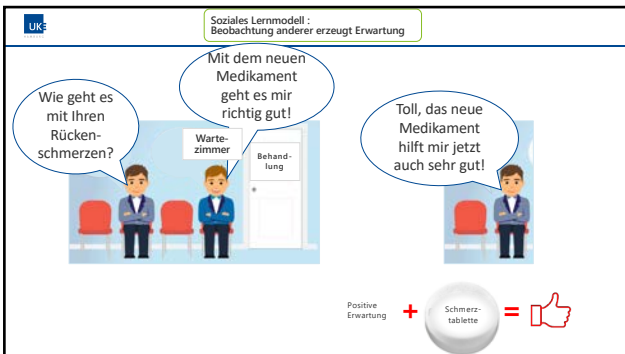 UKE
HAMBURG
Soziales Lernmodell :
Beobachtung anderer erzeugt Erwartung
Wie geht es
mit Ihren
Rücken-
schmerzen?
Mit dem neuen
Medikament
geht es mir
richtig gut!
Warte-
zimmer
Behand-
lung
Toll, das neue
Medikament
hilft mir jetzt
auch sehr gut!
Positive
Erwartung
+
Schmerz-
tablette
=